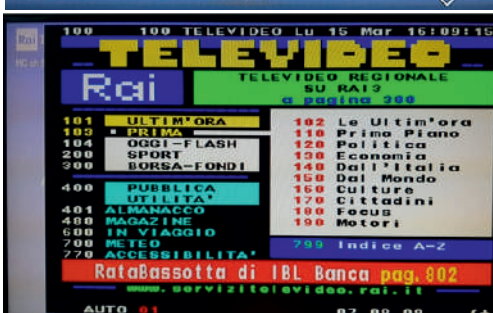 Rai
100 100 TELEVIDEO Lu 15 Mar 16:09:15
TELEVIDEO
Rai
TELEVIDEO REGIONALE
SU RAI3
a pagina 300
101 ULTIM'ORA
103 PRIMA
104 OGGI-FLASH
200 SPORT
300 BORSA-FONDI
400 PUBBLICA
UTILITA'
401 ALMANACCO
480 MAGAZINE
600 IN VIAGGIO
700 METEO
770 ACCESSIBILITA'
102 Le Ultim'ora
110 Primo Piano
120 Politica
130 Economia
140 Dall'Italia
150 Dal Mondo
160 Culture
170 Cittadini
180 Focus
190 Motori
799 Indice A-Z
RataBassotta di IBL Banca pag.802
www.servizitelevideo.rai.it
AUTO 01